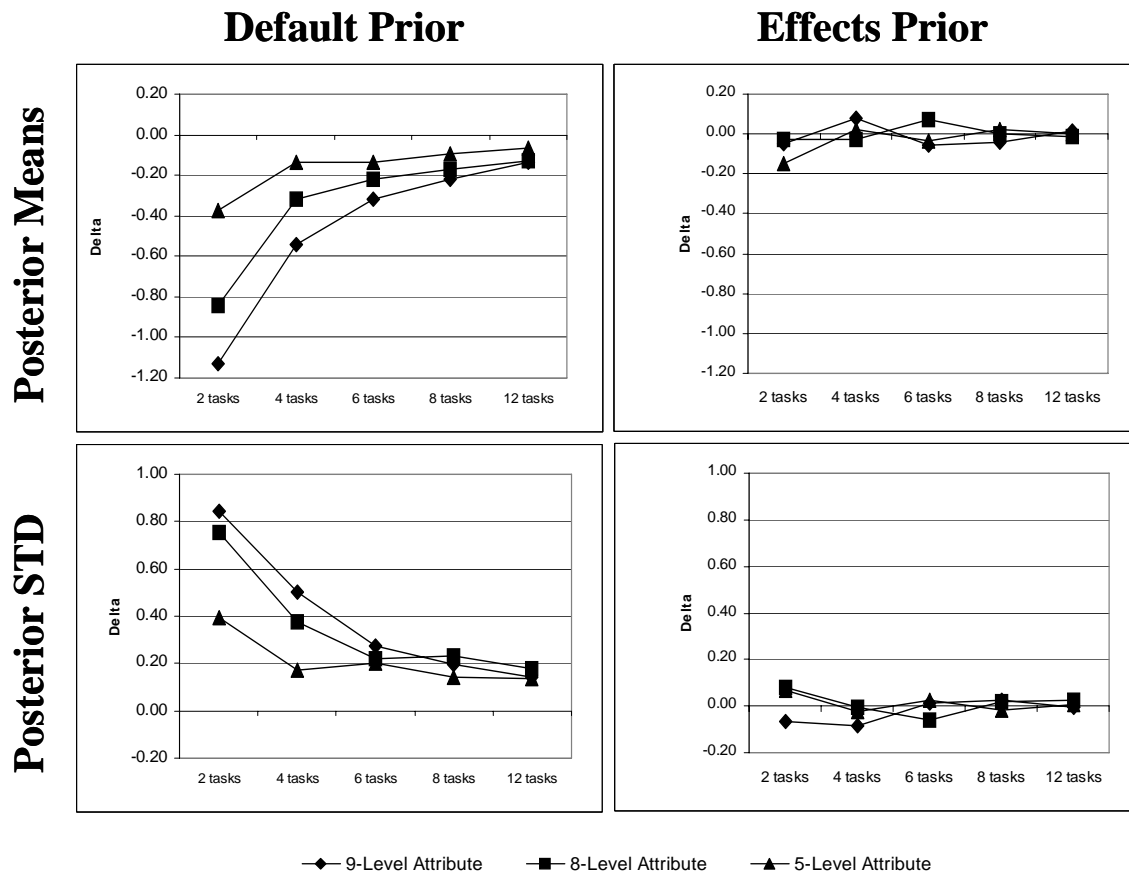 Default Prior
Effects Prior
Posterior Means
0.20
0.00
-0.20
-0.40
-0.60
-0.80
-1.00
-1.20
Delta
2 tasks 4 tasks 6 tasks 8 tasks 12 tasks
0.20
0.00
-0.20
-0.40
-0.60
-0.80
-1.00
-1.20
Delta
2 tasks 4 tasks 6 tasks 8 tasks 12 tasks
Posterior STD
1.00
0.80
0.60
0.40
0.20
0.00
-0.20
Delta
2 tasks 4 tasks 6 tasks 8 tasks 12 tasks
1.00
0.80
0.60
0.40
0.20
0.00
-0.20
Delta
2 tasks 4 tasks 6 tasks 8 tasks 12 tasks
9-Level Attribute 8-Level Attribute 5-Level Attribute